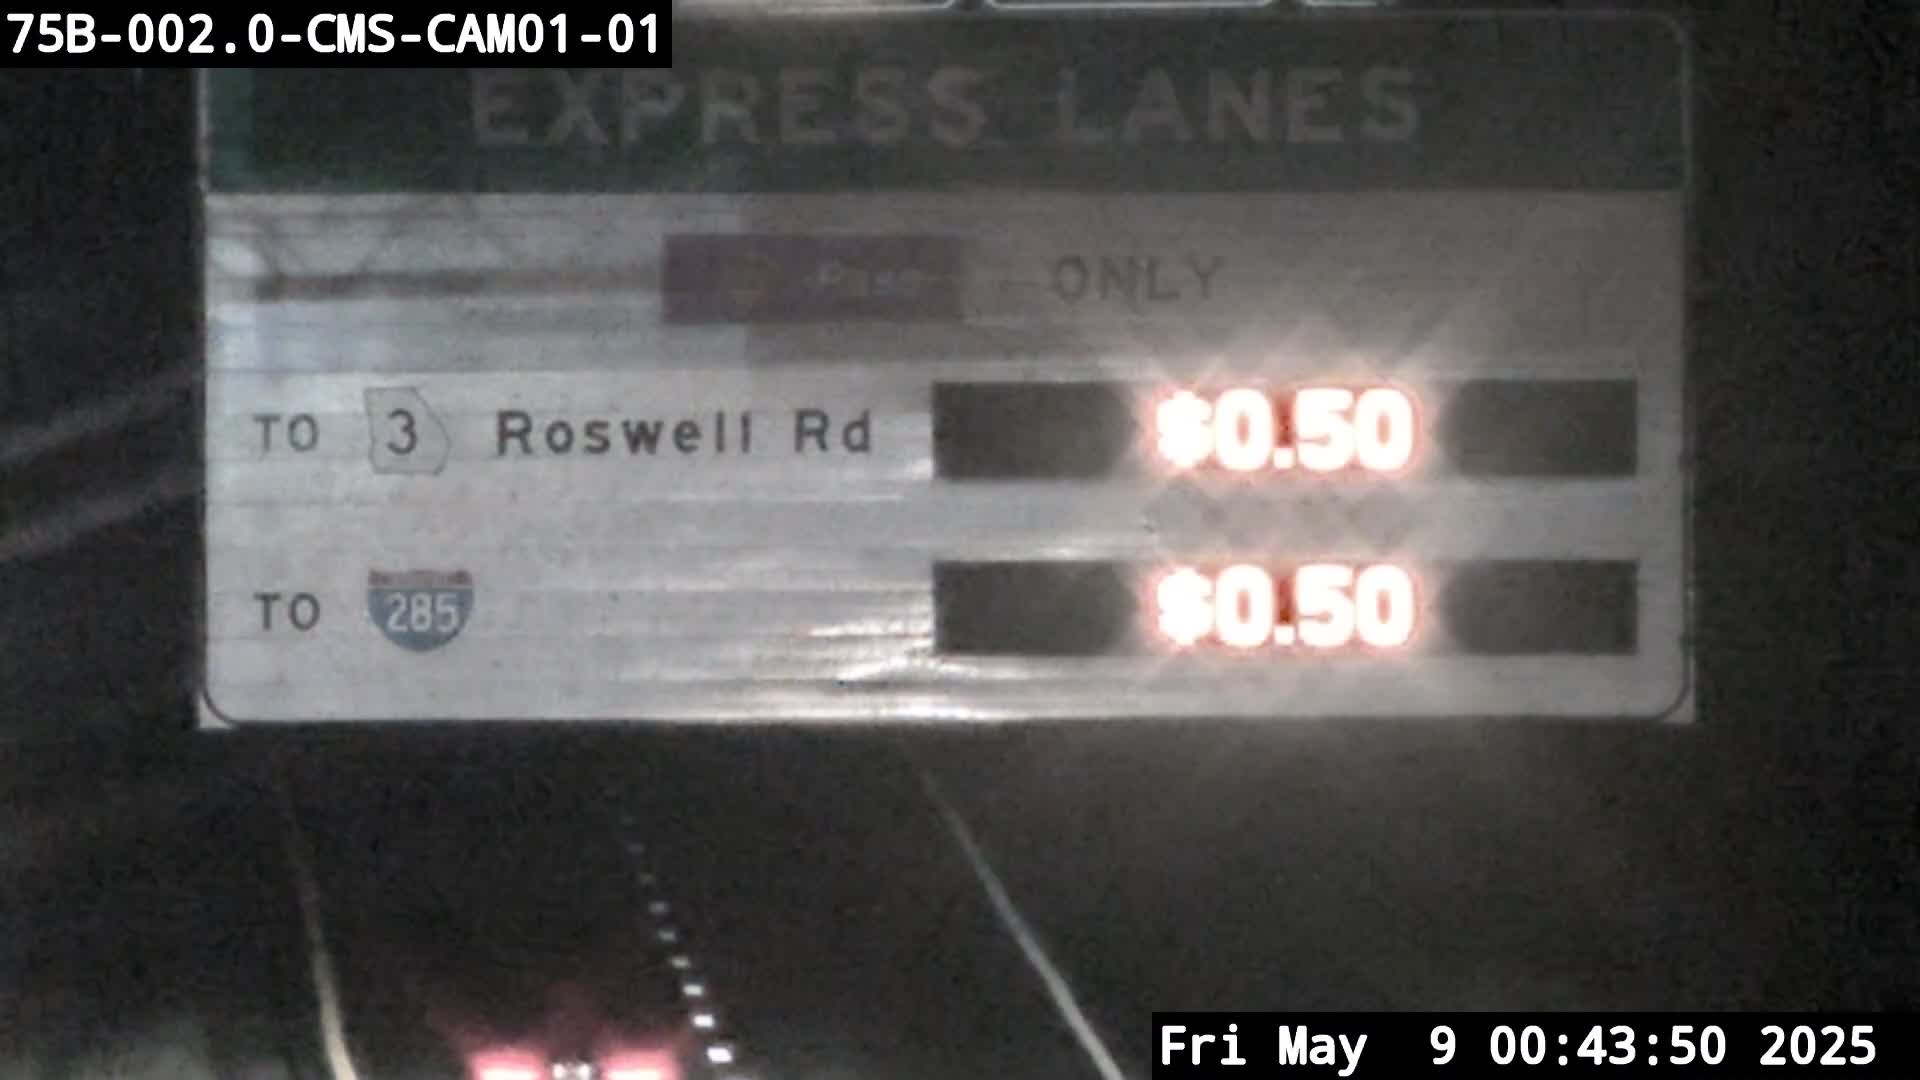 75B-002.0-CMS-CAM01-01
EXPRESS LANES
Pass ONLY
TO 3 Roswell Rd $0.50
TO 285 $0.50
Fri May 9 00:43:50 2025